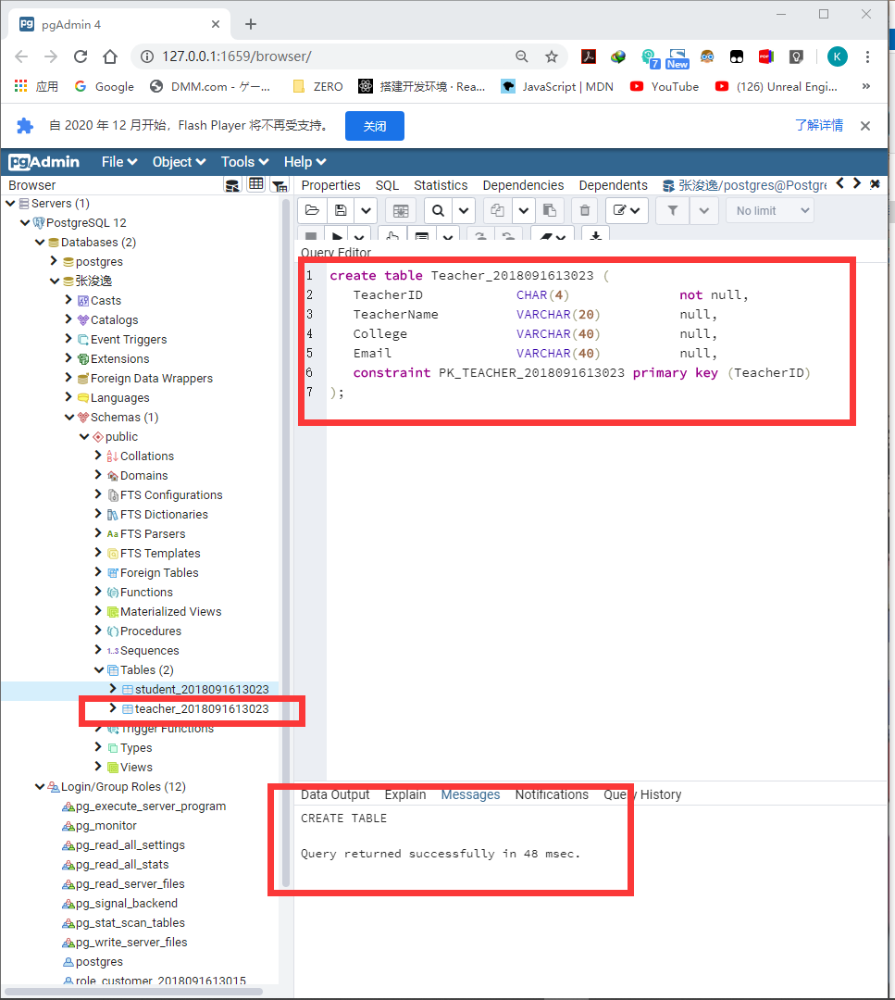 pgAdmin 4
127.0.0.1:1659/browser/
7
New
PDF
K
应用
Google
DMM.com - ゲー...
ZERO
搭建开发环境 · Rea...
JavaScript | MDN
YouTube
(126) Unreal Engi...
»
自 2020 年 12 月开始，Flash Player 将不再受支持。
关闭
了解详情
pgAdmin
File
Object
Tools
Help
Browser
Properties
SQL
Statistics
Dependencies
Dependents
张浚逸/postgres@Postgre
Servers (1)
PostgreSQL 12
Databases (2)
postgres
张浚逸
Casts
Catalogs
Event Triggers
Extensions
Foreign Data Wrappers
Languages
Schemas (1)
public
Collations
Domains
FTS Configurations
FTS Dictionaries
Aa FTS Parsers
FTS Templates
Foreign Tables
Functions
Materialized Views
Procedures
1..3 Sequences
Tables (2)
student_2018091613023
teacher_2018091613023
Trigger Functions
Types
Views
Login/Group Roles (12)
pg_execute_server_program
pg_monitor
pg_read_all_settings
pg_read_all_stats
pg_read_server_files
pg_signal_backend
pg_stat_scan_tables
pg_write_server_files
postgres
role_customer_2018091613015
No limit
Query Editor
1 create table Teacher_2018091613023 (
2 TeacherID CHAR(4) not null,
3 TeacherName VARCHAR(20) null,
4 College VARCHAR(40) null,
5 Email VARCHAR(40) null,
6 constraint PK_TEACHER_2018091613023 primary key (TeacherID)
7 );
Data Output
Explain
Messages
Notifications
Query History
CREATE TABLE
Query returned successfully in 48 msec.